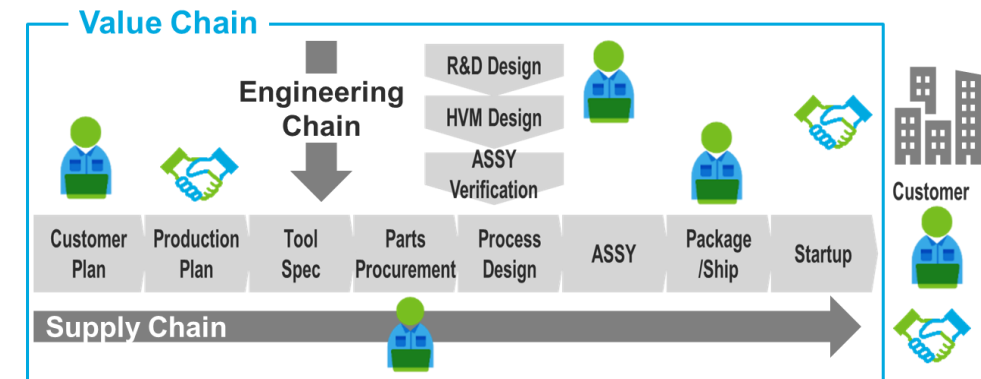 Value Chain
Engineering
Chain
R&D Design
HVM Design
ASSY
Verification
Customer
Customer
Plan
Production
Plan
Tool
Spec
Parts
Procurement
Process
Design
ASSY
Package
/Ship
Startup
Supply Chain